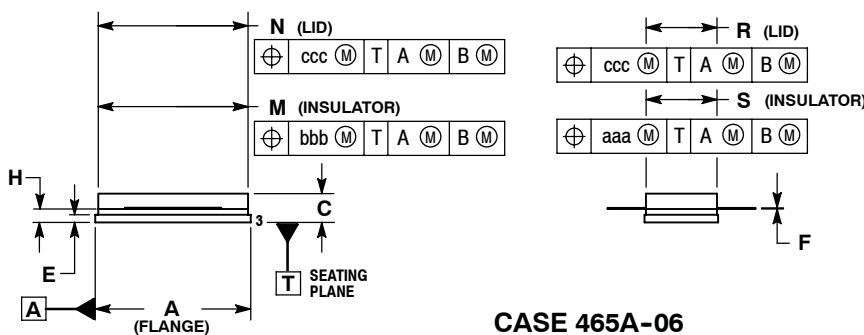 N (LID)
⌖ ccc Ⓜ T A Ⓜ B Ⓜ
M (INSULATOR)
⌖ bbb Ⓜ T A Ⓜ B Ⓜ
R (LID)
⌖ ccc Ⓜ T A Ⓜ B Ⓜ
S (INSULATOR)
⌖ aaa Ⓜ T A Ⓜ B Ⓜ
H
C
3
E
F
T SEATING
PLANE
A
A
(FLANGE)
CASE 465A-06